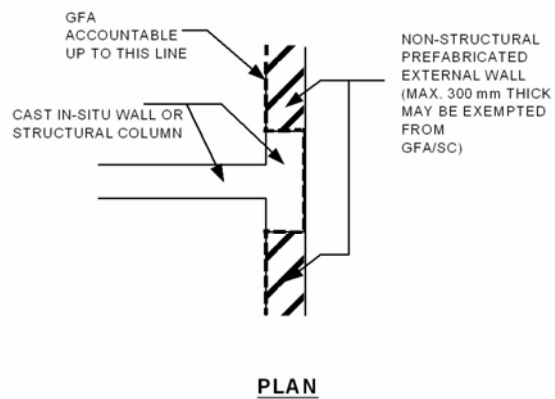 GFA
ACCOUNTABLE
UP TO THIS LINE
CAST IN-SITU WALL OR
STRUCTURAL COLUMN
NON-STRUCTURAL
PREFABRICATED
EXTERNAL WALL
(MAX. 300 mm THICK
MAY BE EXEMPTED
FROM
GFA/SC)
PLAN